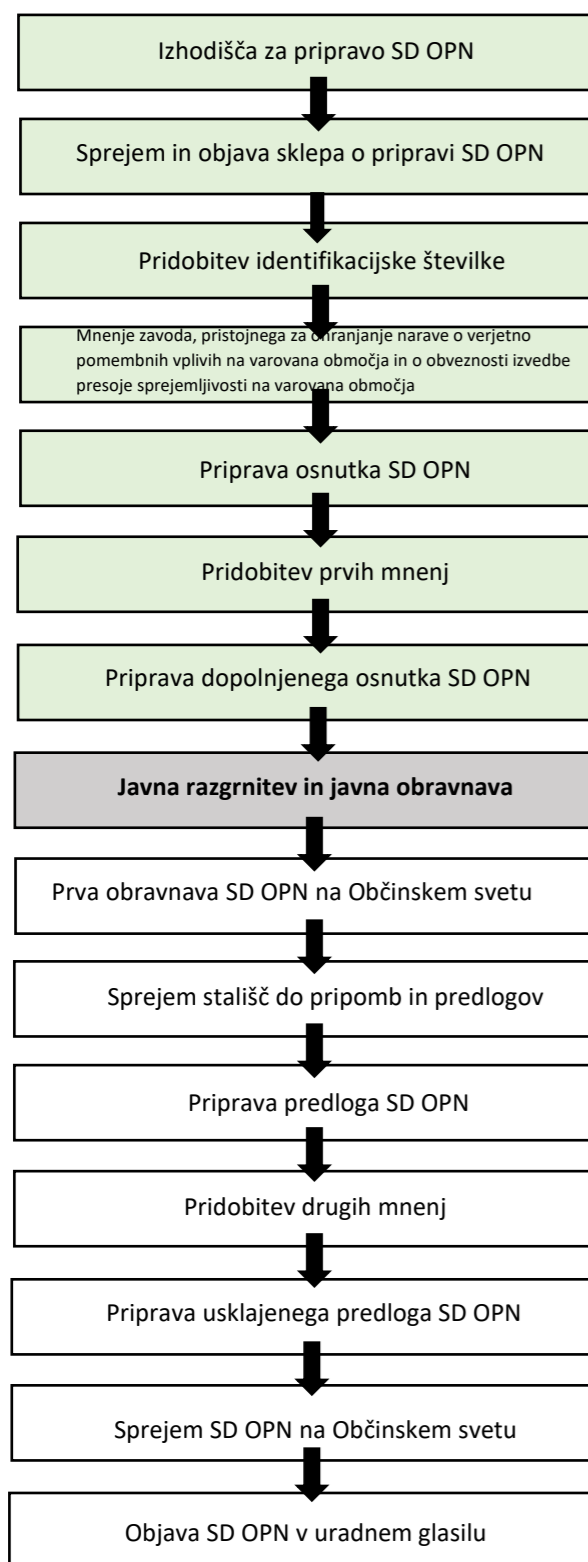 Izhodišča za pripravo SD OPN
Sprejem in objava sklepa o pripravi SD OPN
Pridobitev identifikacijske številke
Mnenje zavoda, pristojnega za ohranjanje narave o verjetno
pomembnih vplivih na varovana območja in o obveznosti izvedbe
presoje sprejemljivosti na varovana območja
Priprava osnutka SD OPN
Pridobitev prvih mnenj
Priprava dopolnjenega osnutka SD OPN
Javna razgrnitev in javna obravnava
Prva obravnava SD OPN na Občinskem svetu
Sprejem stališč do pripomb in predlogov
Priprava predloga SD OPN
Pridobitev drugih mnenj
Priprava usklajenega predloga SD OPN
Sprejem SD OPN na Občinskem svetu
Objava SD OPN v uradnem glasilu